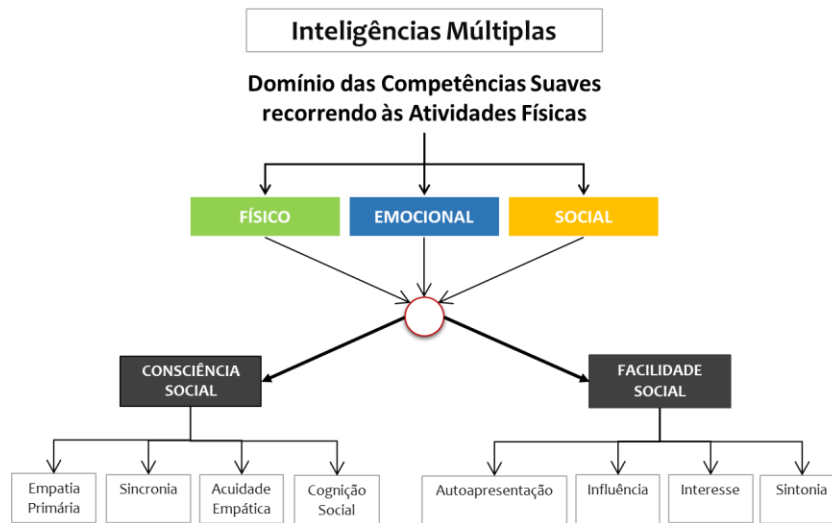 Inteligências Múltiplas
Domínio das Competências Suaves
recorrendo às Atividades Físicas
FÍSICO
EMOCIONAL
SOCIAL
CONSCIÊNCIA
SOCIAL
FACILIDADE
SOCIAL
Empatia
Primária
Sincronia
Acuidade
Empática
Cognição
Social
Autoapresentação
Influência
Interesse
Sintonia